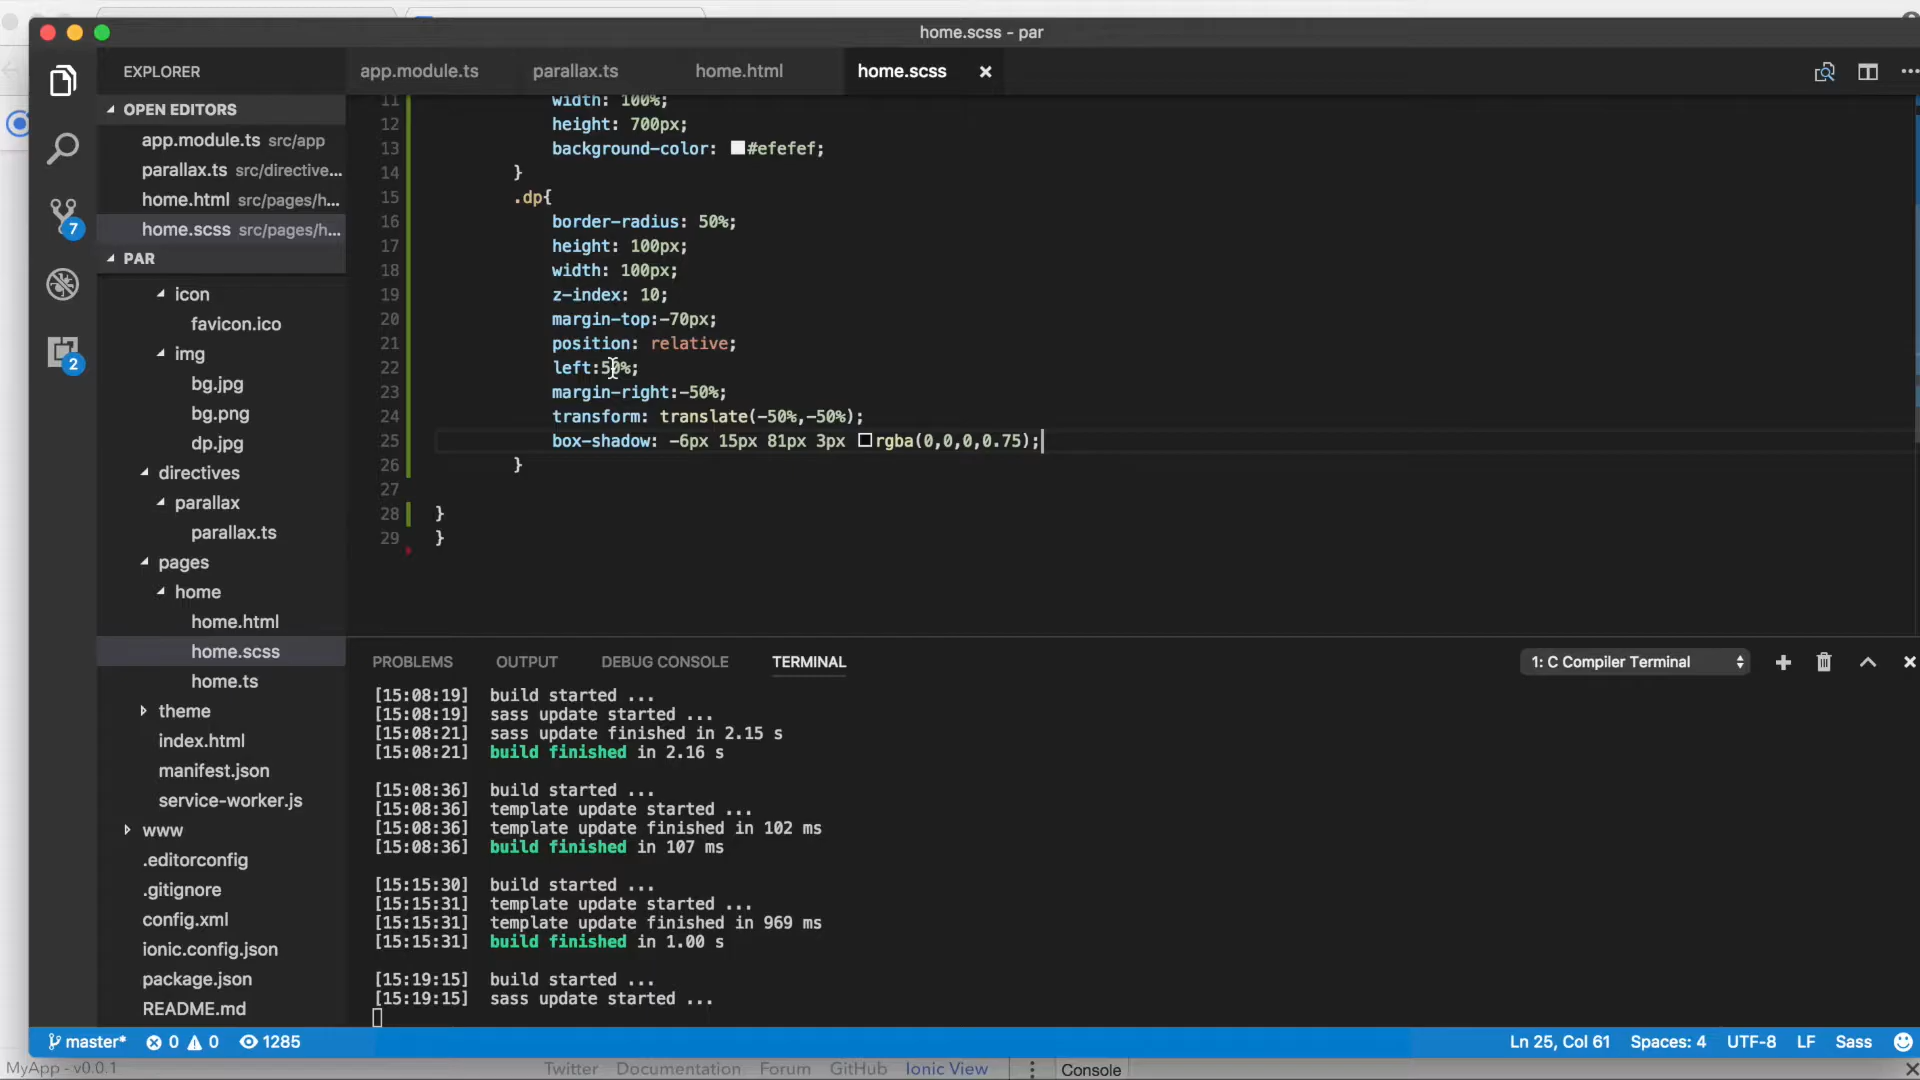 home.scss - par
EXPLORER
app.module.ts
parallax.ts
home.html
home.scss
OPEN EDITORS
app.module.ts src/app
parallax.ts src/directive...
home.html src/pages/h...
home.scss src/pages/h...
PAR
icon
favicon.ico
img
bg.jpg
bg.png
dp.jpg
directives
parallax
parallax.ts
pages
home
home.html
home.scss
home.ts
theme
index.html
manifest.json
service-worker.js
www
.editorconfig
.gitignore
config.xml
ionic.config.json
package.json
README.md
7
2
11 width: 100%;
12 height: 700px;
13 background-color: #efefef;
14 }
15 .dp{
16 border-radius: 50%;
17 height: 100px;
18 width: 100px;
19 z-index: 10;
20 margin-top:-70px;
21 position: relative;
22 left:50%;
23 margin-right:-50%;
24 transform: translate(-50%,-50%);
25 box-shadow: -6px 15px 81px 3px rgba(0,0,0,0.75);
26 }
27
28 }
29 }
PROBLEMS
OUTPUT
DEBUG CONSOLE
TERMINAL
1: C Compiler Terminal
[15:08:19] build started ...
[15:08:19] sass update started ...
[15:08:21] sass update finished in 2.15 s
[15:08:21] build finished in 2.16 s
[15:08:36] build started ...
[15:08:36] template update started ...
[15:08:36] template update finished in 102 ms
[15:08:36] build finished in 107 ms
[15:15:30] build started ...
[15:15:31] template update started ...
[15:15:31] template update finished in 969 ms
[15:15:31] build finished in 1.00 s
[15:19:15] build started ...
[15:19:15] sass update started ...
master* 0 0 1285
Ln 25, Col 61 Spaces: 4 UTF-8 LF Sass
MyApp - v0.0.1
Twitter Documentation Forum GitHub Ionic View
Console